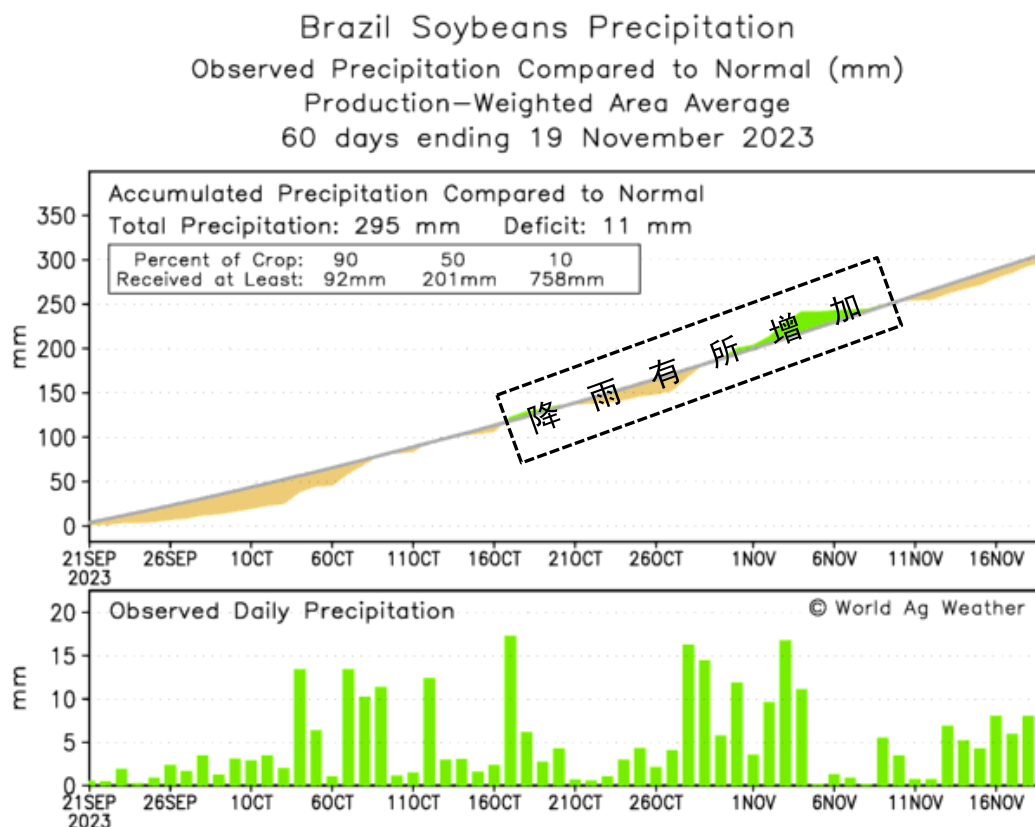 Brazil Soybeans Precipitation
Observed Precipitation Compared to Normal (mm)
Production-Weighted Area Average
60 days ending 19 November 2023
Accumulated Precipitation Compared to Normal
Total Precipitation: 295 mm Deficit: 11 mm
Percent of Crop: 90 50 10
Received at Least: 92mm 201mm 758mm
mm
350
300
250
200
150
100
50
0
降雨有所增加
21SEP 26SEP 1OCT 6OCT 11OCT 16OCT 21OCT 26OCT 1NOV 6NOV 11NOV 16NOV
2023
Observed Daily Precipitation © World Ag Weather
mm
20
15
10
5
0
21SEP 26SEP 1OCT 6OCT 11OCT 16OCT 21OCT 26OCT 1NOV 6NOV 11NOV 16NOV
2023